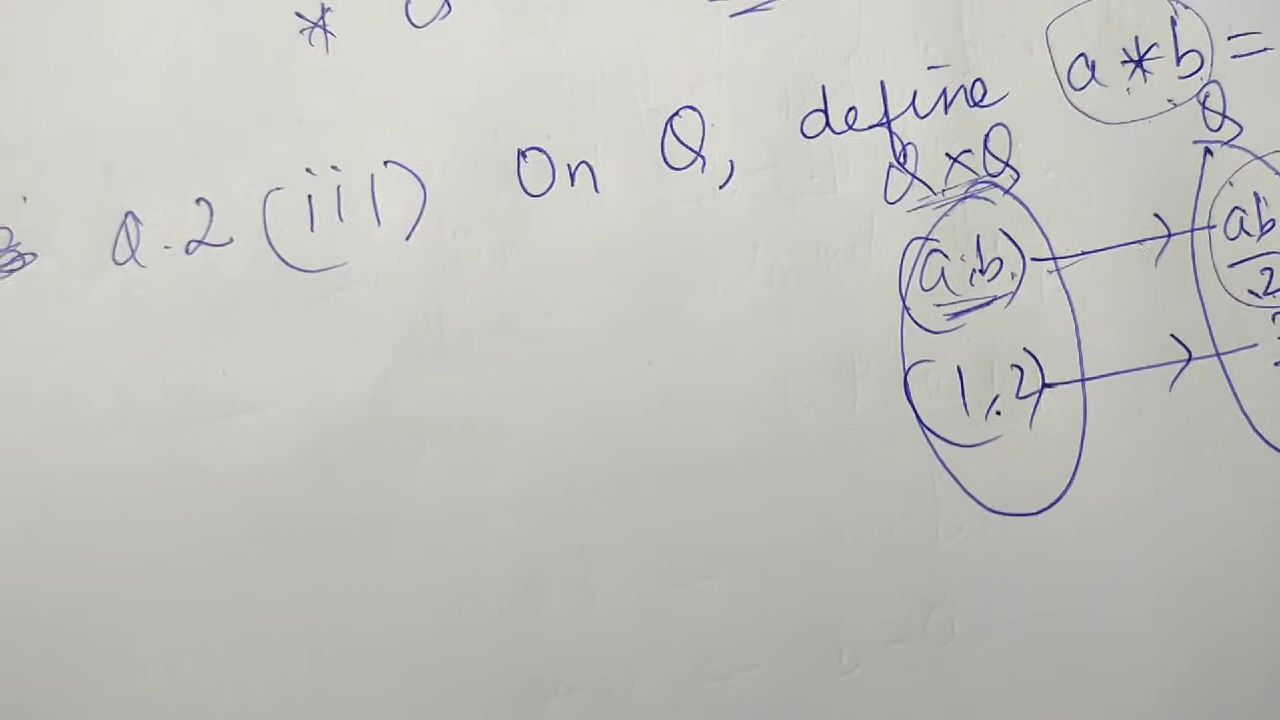 *
a * b =
Q.2 (iii) On Q, define
Q × Q Q
(a,b) ab/2
(1,2)